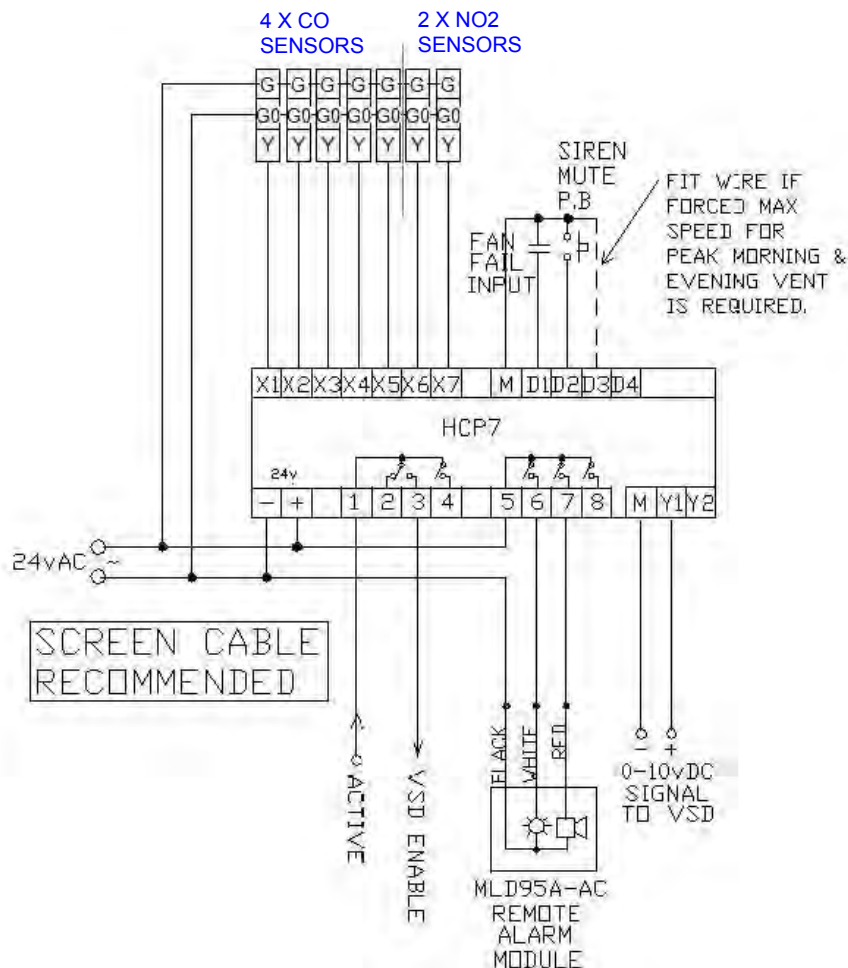 4 X CO
SENSORS
2 X NO2
SENSORS
G G G G G G G
G0 G0 G0 G0 G0 G0 G0
Y Y Y Y Y Y Y
SIREN
MUTE
P.B
FAN
FAIL
INPUT
FIT WIRE IF
FORCED MAX
SPEED FOR
PEAK MORNING &
EVENING VENT
IS REQUIRED.
X1 X2 X3 X4 X5 X6 X7 M D1 D2 D3 D4
HCP7
24v
- + 1 2 3 4 5 6 7 8 M Y1 Y2
24vAC ~
SCREEN CABLE
RECOMMENDED
ACTIVE
VSD ENABLE
BLACK
WHITE
RED
- +
0-10vDC
SIGNAL
TO VSD
MLD95A-AC
REMOTE
ALARM
MODULE